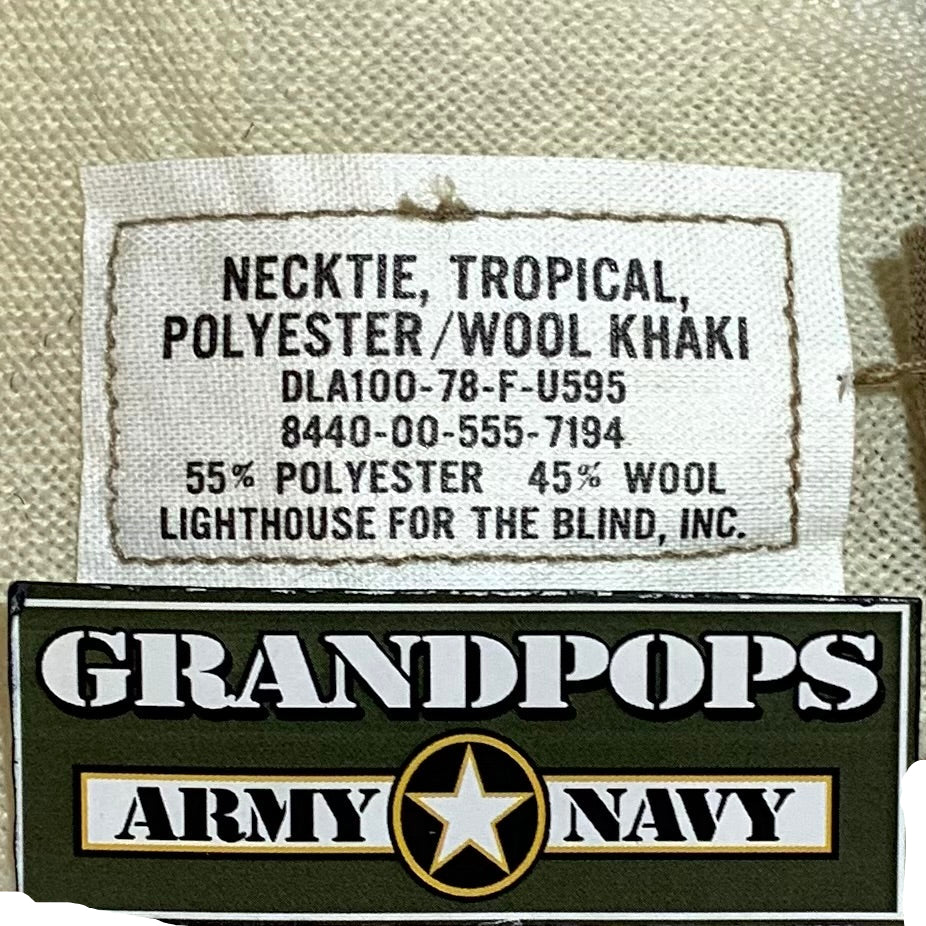 NECKTIE, TROPICAL,
POLYESTER/WOOL KHAKI
DLA100-78-F-U595
8440-00-555-7194
55% POLYESTER 45% WOOL
LIGHTHOUSE FOR THE BLIND, INC.
GRANDPOPS
ARMY NAVY